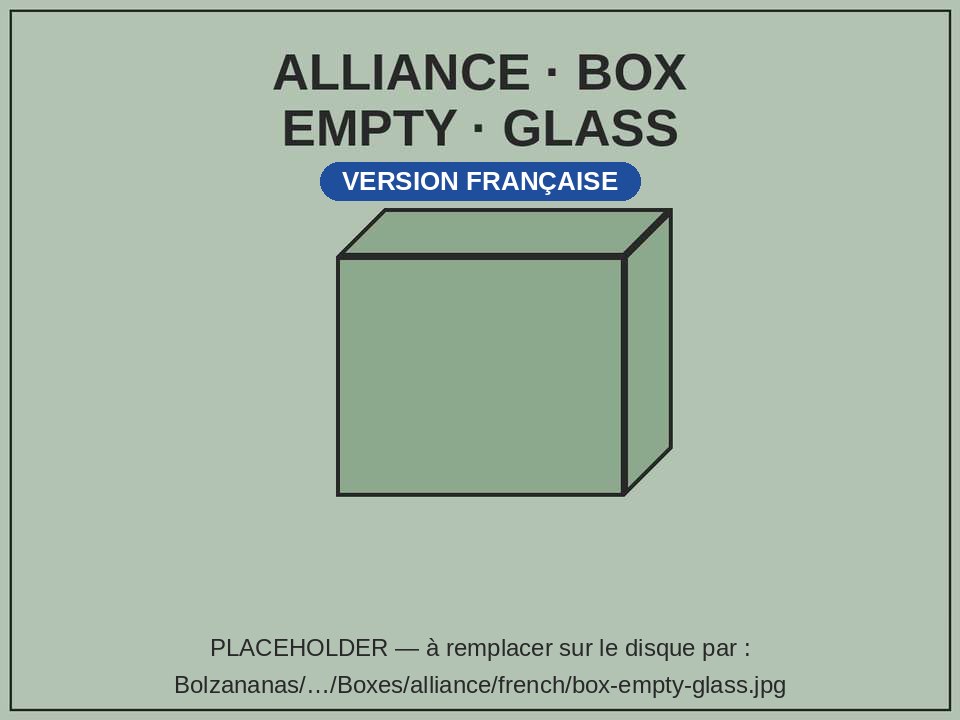 ALLIANCE · BOX
EMPTY · GLASS
VERSION FRANÇAISE
PLACEHOLDER — à remplacer sur le disque par :
Bolzananas/…/Boxes/alliance/french/box-empty-glass.jpg